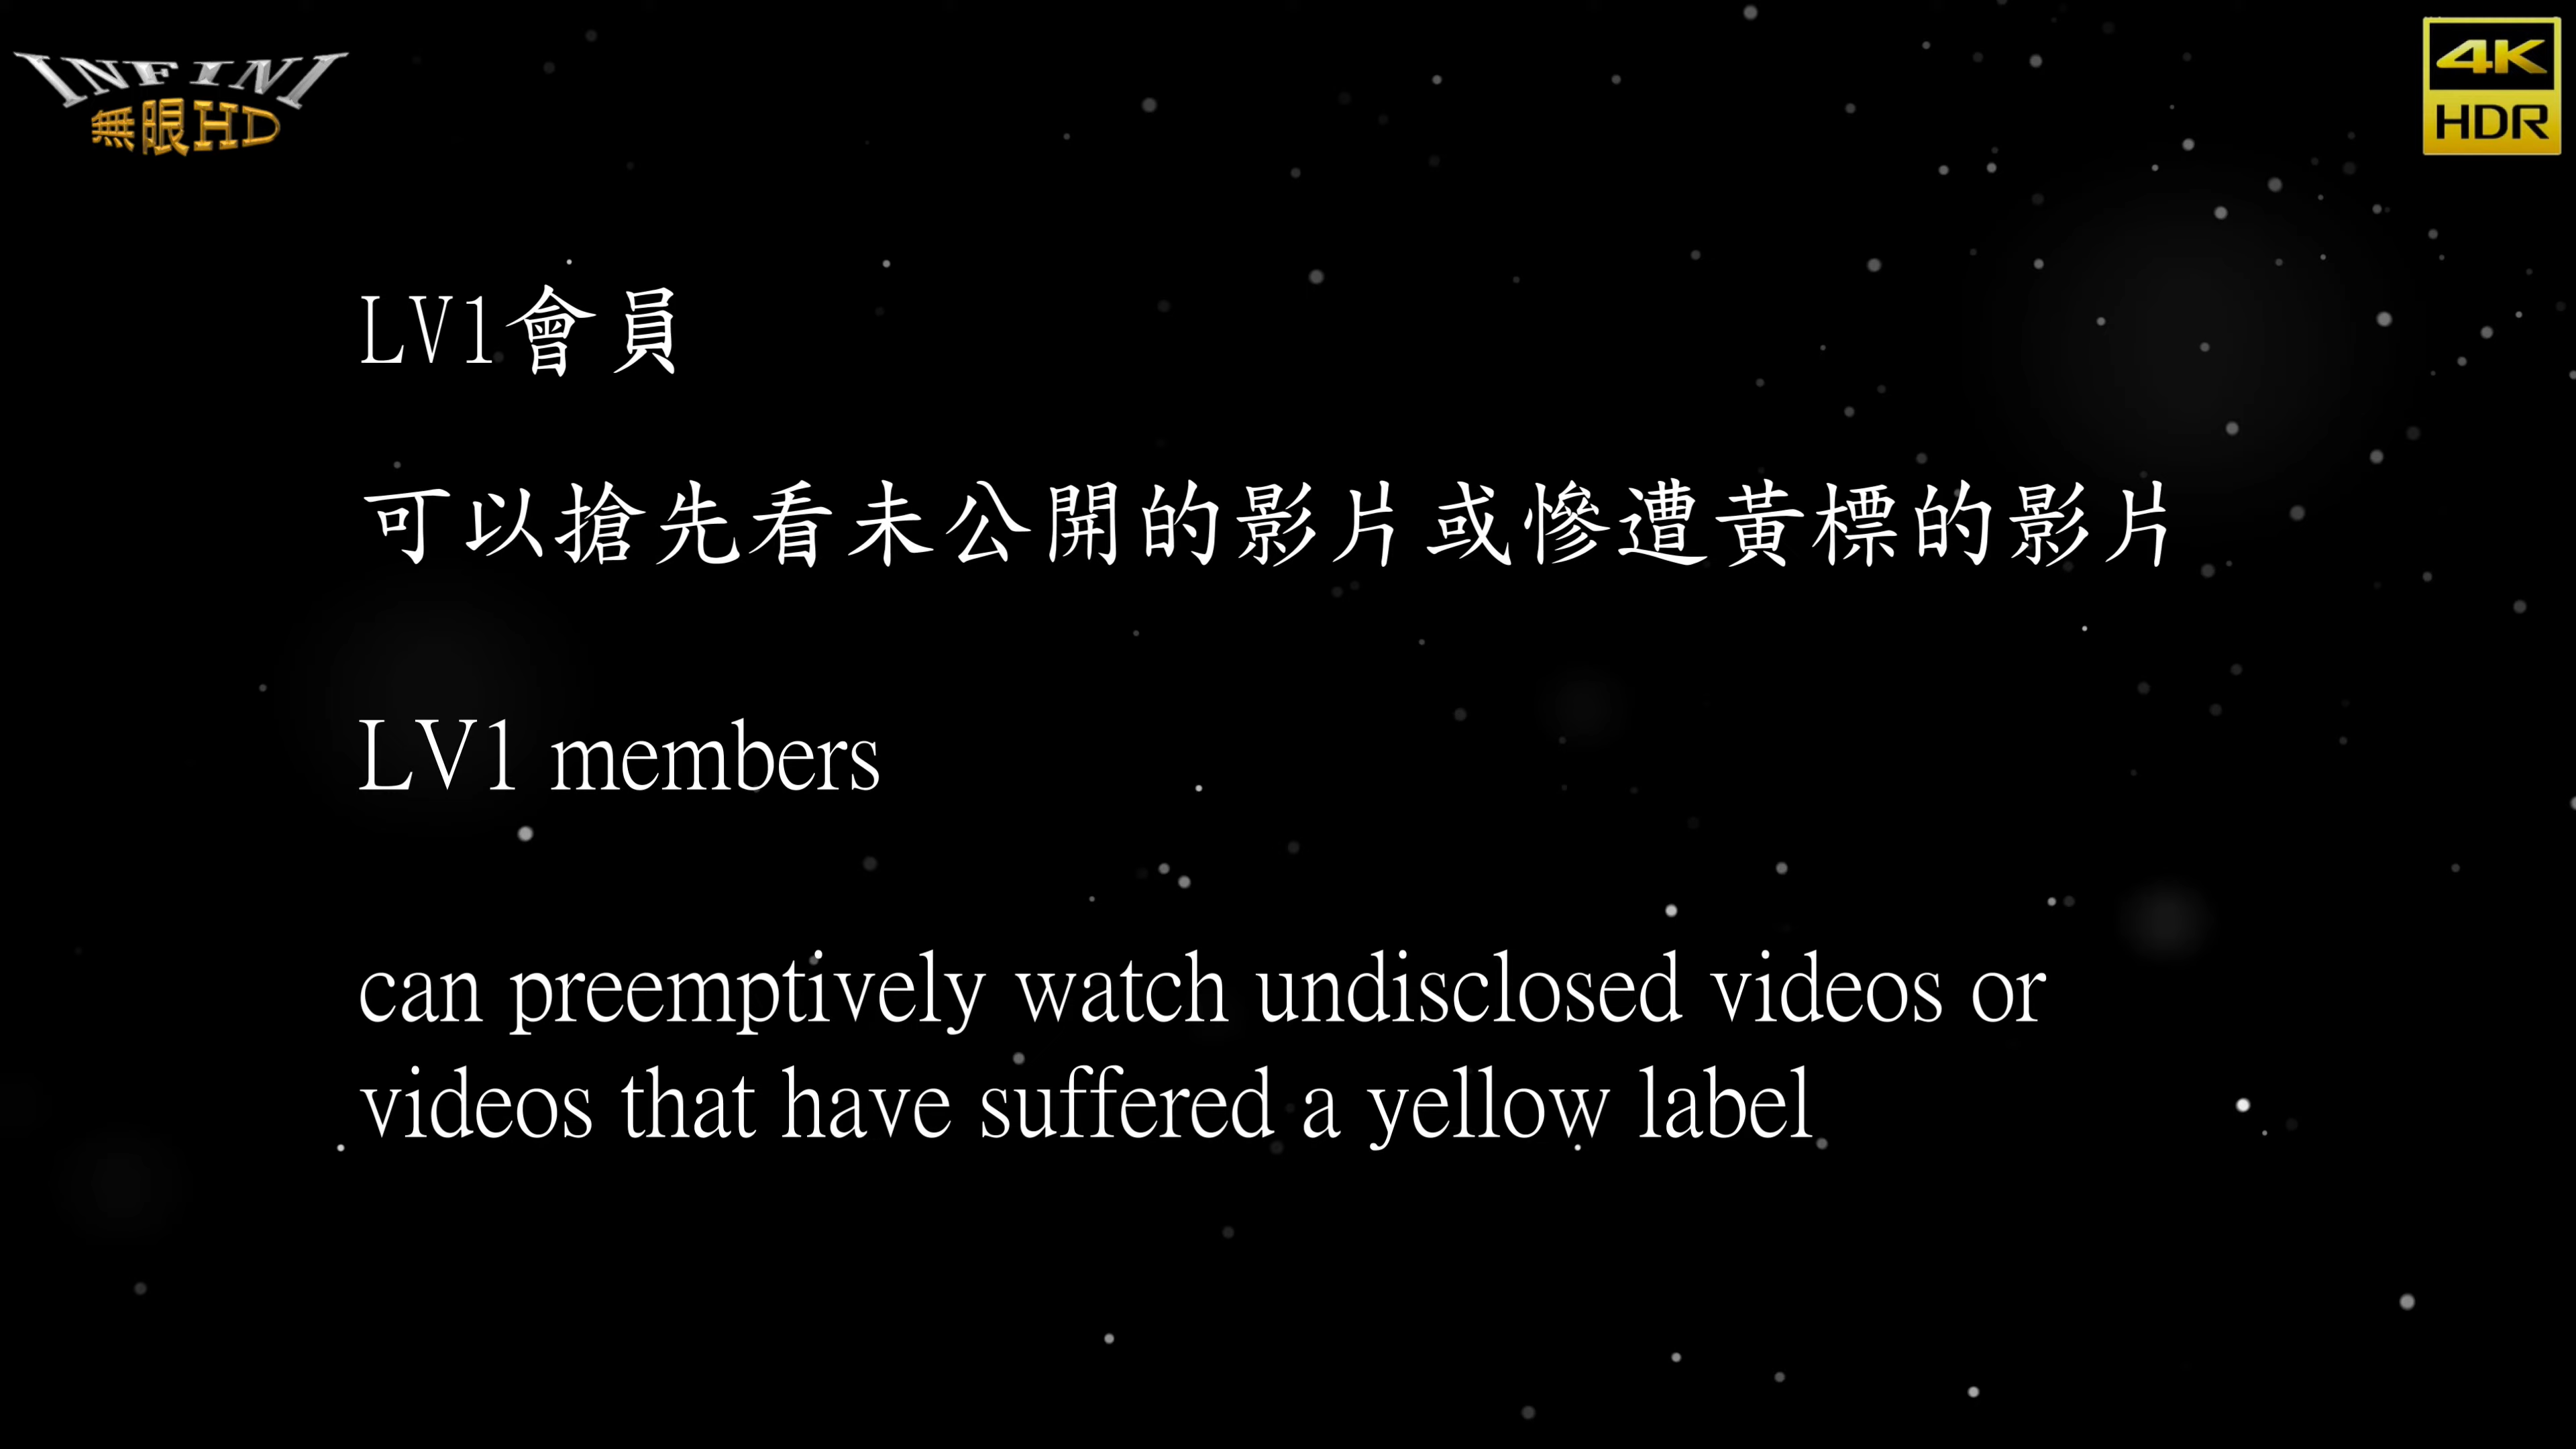 INFINI
無限HD
4K
HDR
LV1會員
可以搶先看未公開的影片或慘遭黃標的影片
LV1 members
can preemptively watch undisclosed videos or
videos that have suffered a yellow label